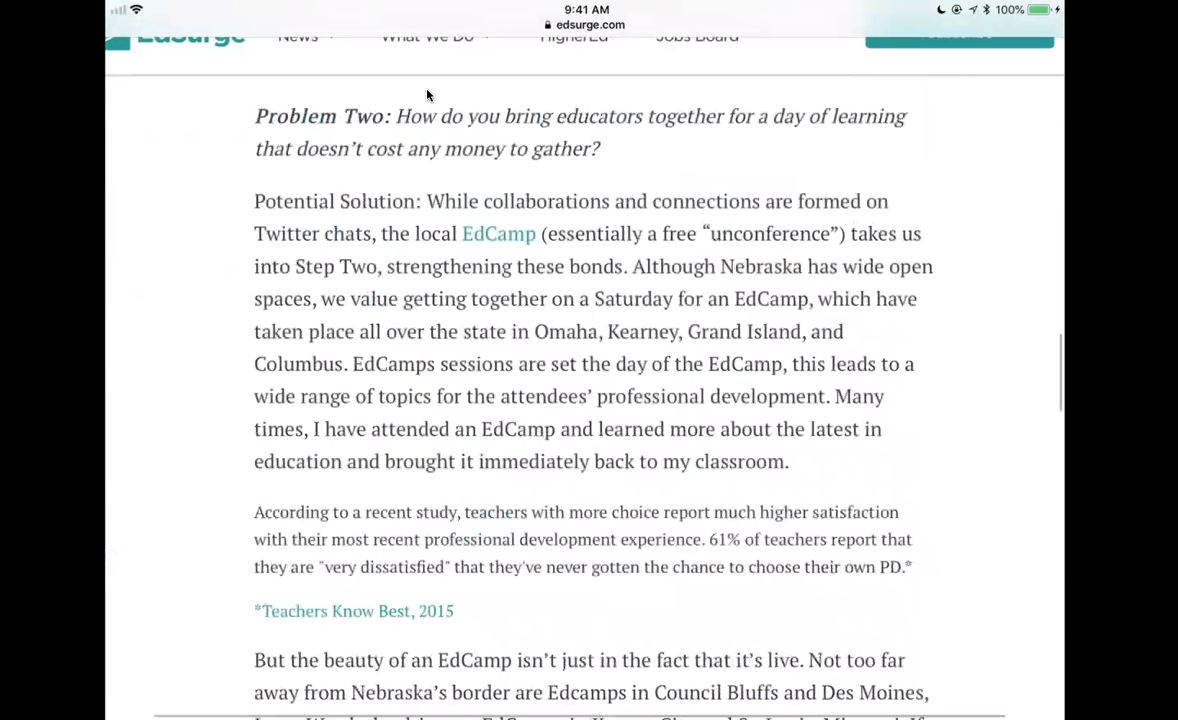 9:41 AM
100%
edsurge.com
EdSurge News What We Do HigherEd Jobs Board
Problem Two: How do you bring educators together for a day of learning
that doesn’t cost any money to gather?
Potential Solution: While collaborations and connections are formed on
Twitter chats, the local EdCamp (essentially a free “unconference”) takes us
into Step Two, strengthening these bonds. Although Nebraska has wide open
spaces, we value getting together on a Saturday for an EdCamp, which have
taken place all over the state in Omaha, Kearney, Grand Island, and
Columbus. EdCamps sessions are set the day of the EdCamp, this leads to a
wide range of topics for the attendees’ professional development. Many
times, I have attended an EdCamp and learned more about the latest in
education and brought it immediately back to my classroom.
According to a recent study, teachers with more choice report much higher satisfaction
with their most recent professional development experience. 61% of teachers report that
they are "very dissatisfied" that they've never gotten the chance to choose their own PD.*
*Teachers Know Best, 2015
But the beauty of an EdCamp isn’t just in the fact that it’s live. Not too far
away from Nebraska’s border are Edcamps in Council Bluffs and Des Moines,